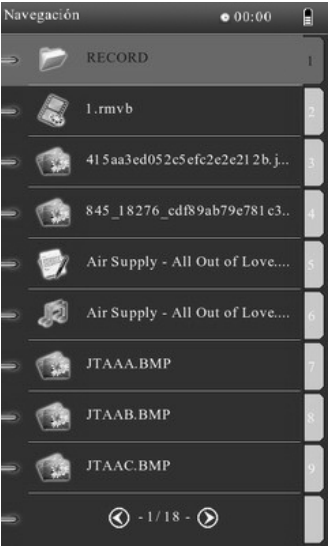 Navegación 00:00
RECORD 1
1.rmvb 2
415aa3ed052c5efc2e2e212b.j... 3
845_18276_cdf89ab79e781c3.. 4
Air Supply - All Out of Love.... 5
Air Supply - All Out of Love.... 6
JTAAA.BMP 7
JTAAB.BMP 8
JTAAC.BMP 9
- 1/18 -